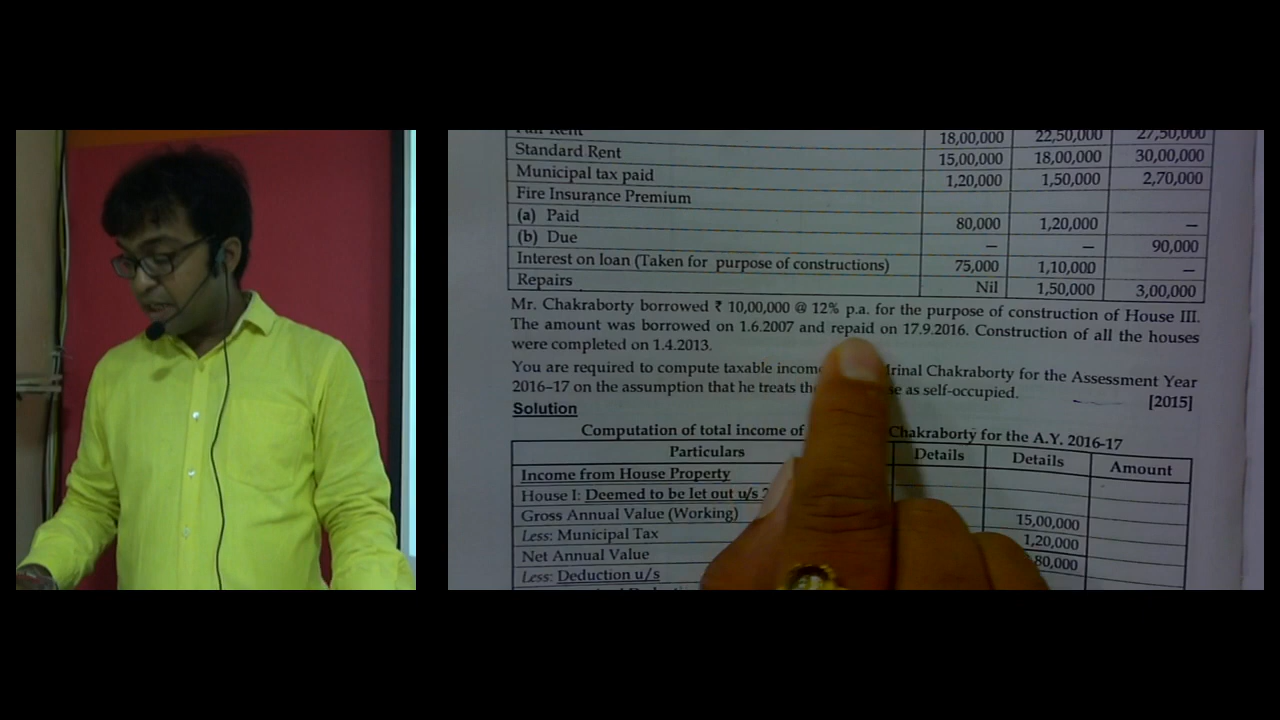 Fair Rent 18,00,000 22,50,000 27,50,000
Standard Rent 15,00,000 18,00,000 30,00,000
Municipal tax paid 1,20,000 1,50,000 2,70,000
Fire Insurance Premium
(a) Paid 80,000 1,20,000 —
(b) Due — — 90,000
Interest on loan (Taken for purpose of constructions) 75,000 1,10,000 —
Repairs Nil 1,50,000 3,00,000
Mr. Chakraborty borrowed ₹ 10,00,000 @ 12% p.a. for the purpose of construction of House III.
The amount was borrowed on 1.6.2007 and repaid on 17.9.2016. Construction of all the houses
were completed on 1.4.2013.
You are required to compute taxable income Chakraborty for the Assessment Year
2016–17 on the assumption that he treats as self-occupied. [2015]
Solution
Computation of total income of Chakraborty for the A.Y. 2016-17
Particulars Details Details Amount
Income from House Property
House I: Deemed to be let out u/s
Gross Annual Value (Working) 15,00,000
Less: Municipal Tax 1,20,000
Net Annual Value 80,000
Less: Deduction u/s